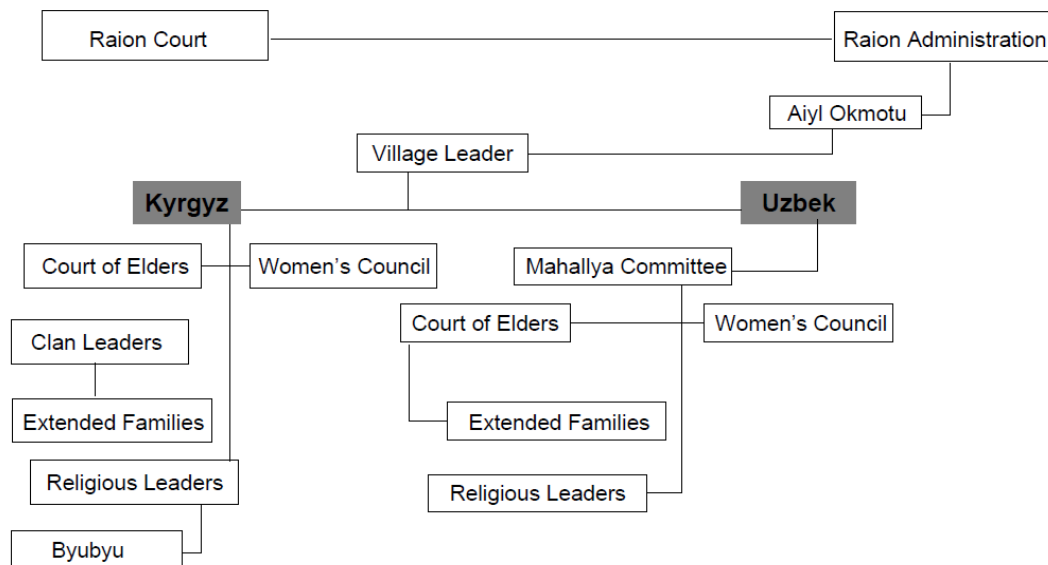 Raion Court
Raion Administration
Aiyl Okmotu
Village Leader
Kyrgyz
Uzbek
Court of Elders
Women's Council
Mahallya Committee
Court of Elders
Women's Council
Clan Leaders
Extended Families
Extended Families
Religious Leaders
Religious Leaders
Byubyu